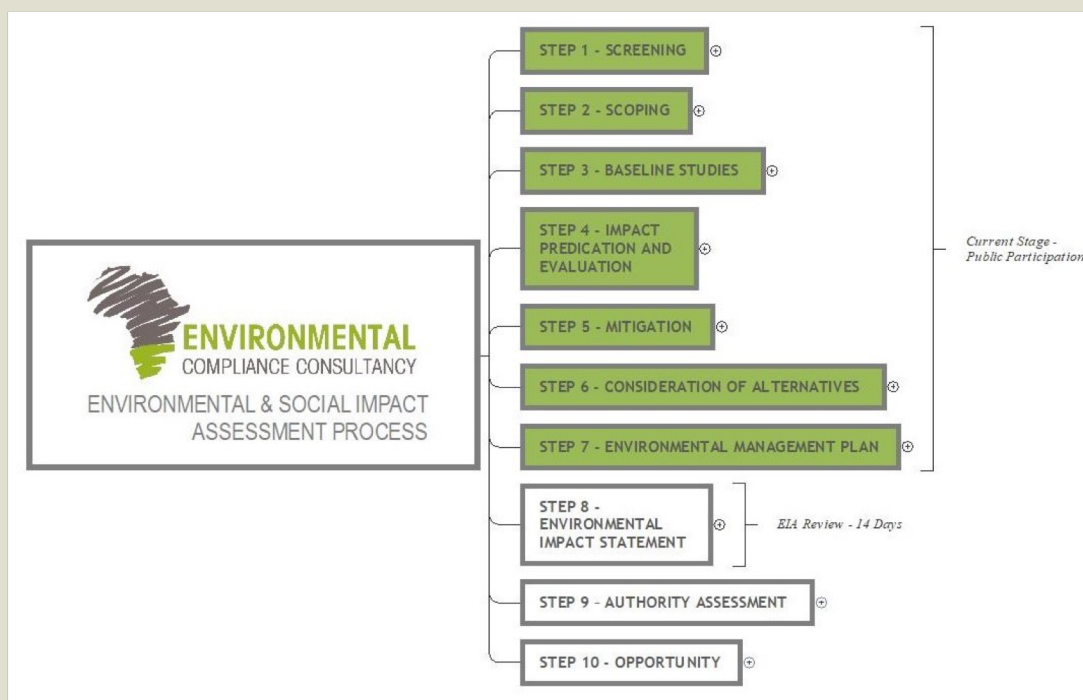 ENVIRONMENTAL
COMPLIANCE CONSULTANCY
ENVIRONMENTAL & SOCIAL IMPACT
ASSESSMENT PROCESS
STEP 1 - SCREENING
STEP 2 - SCOPING
STEP 3 - BASELINE STUDIES
STEP 4 - IMPACT
PREDICATION AND
EVALUATION
STEP 5 - MITIGATION
STEP 6 - CONSIDERATION OF ALTERNATIVES
STEP 7 - ENVIRONMENTAL MANAGEMENT PLAN
Current Stage -
Public Participation
STEP 8 -
ENVIRONMENTAL
IMPACT STATEMENT
EIA Review - 14 Days
STEP 9 – AUTHORITY ASSESSMENT
STEP 10 - OPPORTUNITY